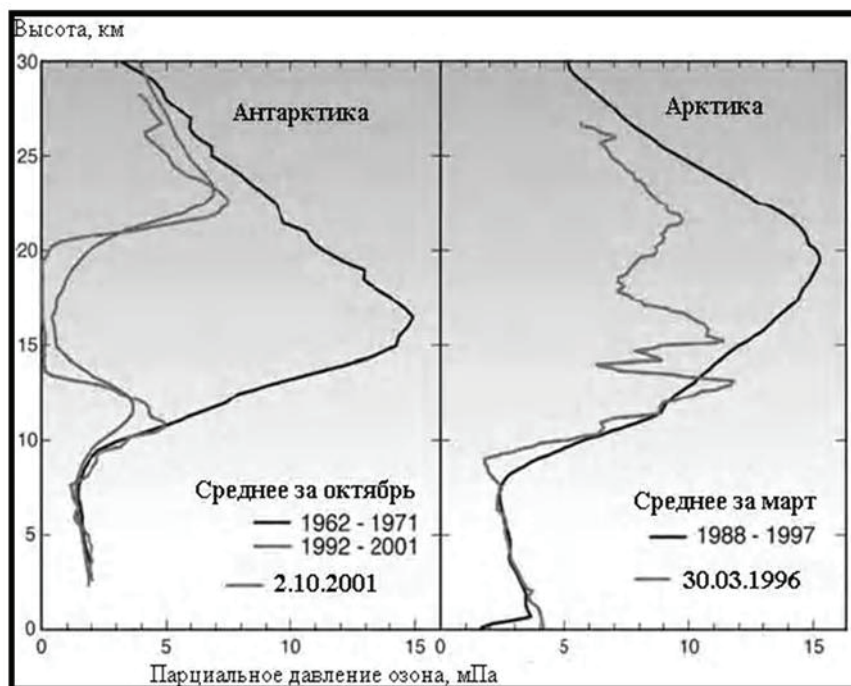 Высота, км
30
25
20
15
10
5
0
Антарктика
Среднее за октябрь
1962 - 1971
1992 - 2001
2.10.2001
0 5 10 15
Арктика
Среднее за март
1988 - 1997
30.03.1996
0 5 10 15
Парциальное давление озона, мПа